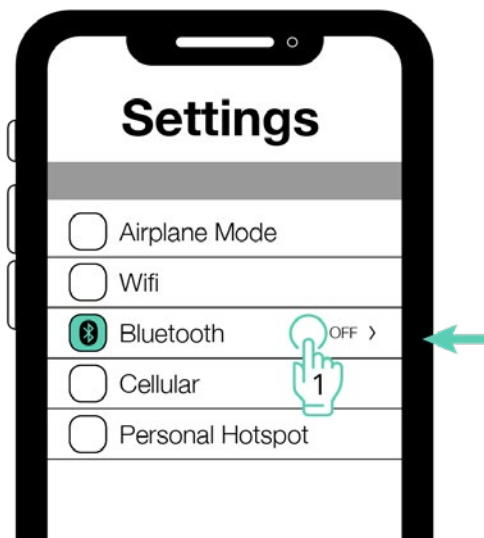 Settings
Airplane Mode
Wifi
Bluetooth OFF >
1
Cellular
Personal Hotspot